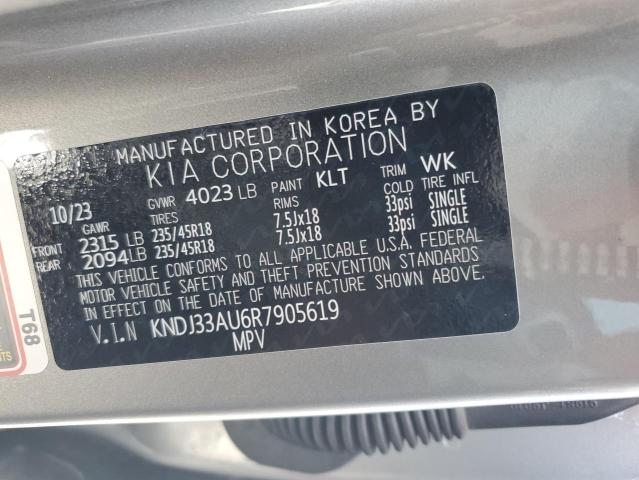 MANUFACTURED IN KOREA BY
KIA CORPORATION
10/23 GVWR 4023 LB PAINT KLT TRIM WK
GAWR TIRES RIMS COLD TIRE INFL
FRONT 2315 LB 235/45R18 7.5Jx18 33psi SINGLE
REAR 2094 LB 235/45R18 7.5Jx18 33psi SINGLE
THIS VEHICLE CONFORMS TO ALL APPLICABLE U.S.A. FEDERAL
MOTOR VEHICLE SAFETY AND THEFT PREVENTION STANDARDS
IN EFFECT ON THE DATE OF MANUFACTURE SHOWN ABOVE.
V.I.N KNDJ33AU6R7905619
MPV
T68